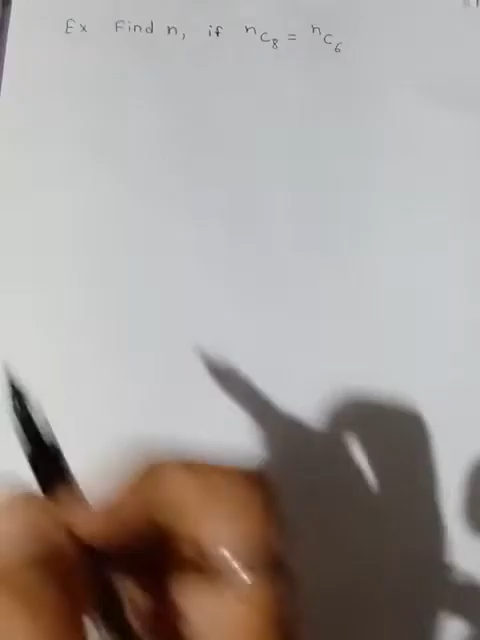 Ex Find n, if ⁿC₈ = ⁿC₆